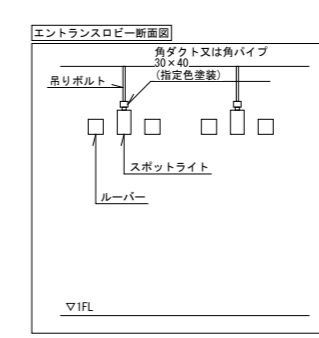 エントランスロビー断面図
角ダクト又は角パイプ
30×40
(指定色塗装)
吊りボルト
スポットライト
ルーバー
▽1FL